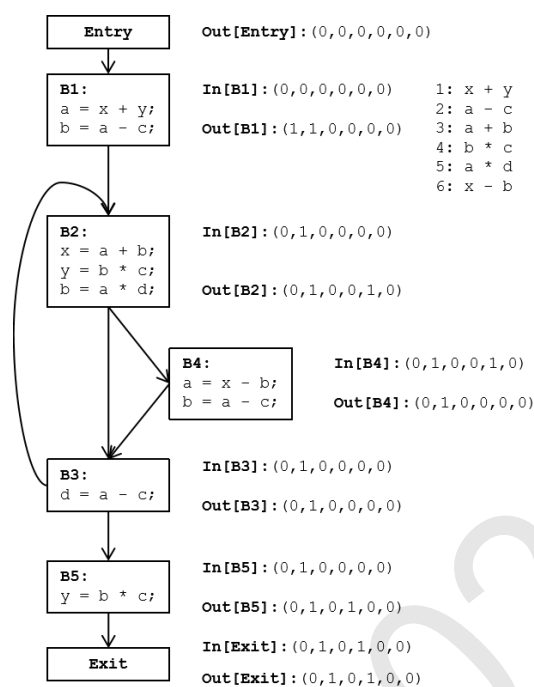 Entry
Out[Entry]:(0,0,0,0,0,0)
B1:
a = x + y;
b = a - c;
In[B1]:(0,0,0,0,0,0)
Out[B1]:(1,1,0,0,0,0)
1: x + y
2: a - c
3: a + b
4: b * c
5: a * d
6: x - b
B2:
x = a + b;
y = b * c;
b = a * d;
In[B2]:(0,1,0,0,0,0)
Out[B2]:(0,1,0,0,1,0)
B4:
a = x - b;
b = a - c;
In[B4]:(0,1,0,0,1,0)
Out[B4]:(0,1,0,0,0,0)
B3:
d = a - c;
In[B3]:(0,1,0,0,0,0)
Out[B3]:(0,1,0,0,0,0)
B5:
y = b * c;
In[B5]:(0,1,0,0,0,0)
Out[B5]:(0,1,0,1,0,0)
Exit
In[Exit]:(0,1,0,1,0,0)
Out[Exit]:(0,1,0,1,0,0)